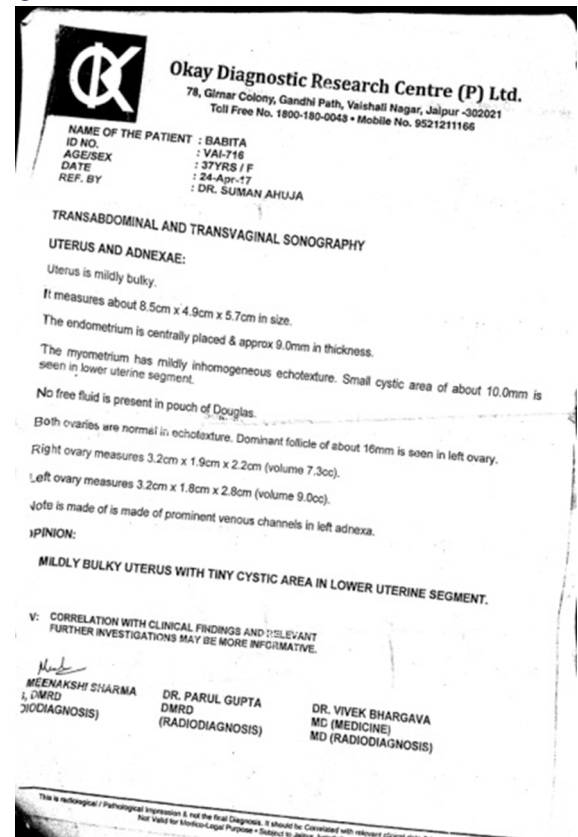 Okay Diagnostic Research Centre (P) Ltd.
78, Girnar Colony, Gandhi Path, Vaishali Nagar, Jaipur -302021
Toll Free No. 1800-180-0048 • Mobile No. 9521211166
NAME OF THE PATIENT : BABITA
ID NO. : VAI-716
AGE/SEX : 37YRS / F
DATE : 24-Apr-17
REF. BY : DR. SUMAN AHUJA
TRANSABDOMINAL AND TRANSVAGINAL SONOGRAPHY
UTERUS AND ADNEXAE:
Uterus is mildly bulky.
It measures about 8.5cm x 4.9cm x 5.7cm in size.
The endometrium is centrally placed & approx 9.0mm in thickness.
The myometrium has mildly inhomogeneous echotexture. Small cystic area of about 10.0mm is
seen in lower uterine segment.
No free fluid is present in pouch of Douglas.
Both ovaries are normal in echotexture. Dominant follicle of about 16mm is seen in left ovary.
Right ovary measures 3.2cm x 1.9cm x 2.2cm (volume 7.3cc).
Left ovary measures 3.2cm x 1.8cm x 2.8cm (volume 9.0cc).
Note is made of is made of prominent venous channels in left adnexa.
OPINION:
MILDLY BULKY UTERUS WITH TINY CYSTIC AREA IN LOWER UTERINE SEGMENT.
V: CORRELATION WITH CLINICAL FINDINGS AND RELEVANT
FURTHER INVESTIGATIONS MAY BE MORE INFORMATIVE.
MEENAKSHI SHARMA DR. PARUL GUPTA DR. VIVEK BHARGAVA
, DMRD DMRD MD (MEDICINE)
DIODIAGNOSIS) (RADIODIAGNOSIS) MD (RADIODIAGNOSIS)
This is radiological / Pathological Impression & not the final Diagnosis. It should be Correlated with relevant clinical
Not Valid for Medico-Legal Purpose • Subject to Jaipur